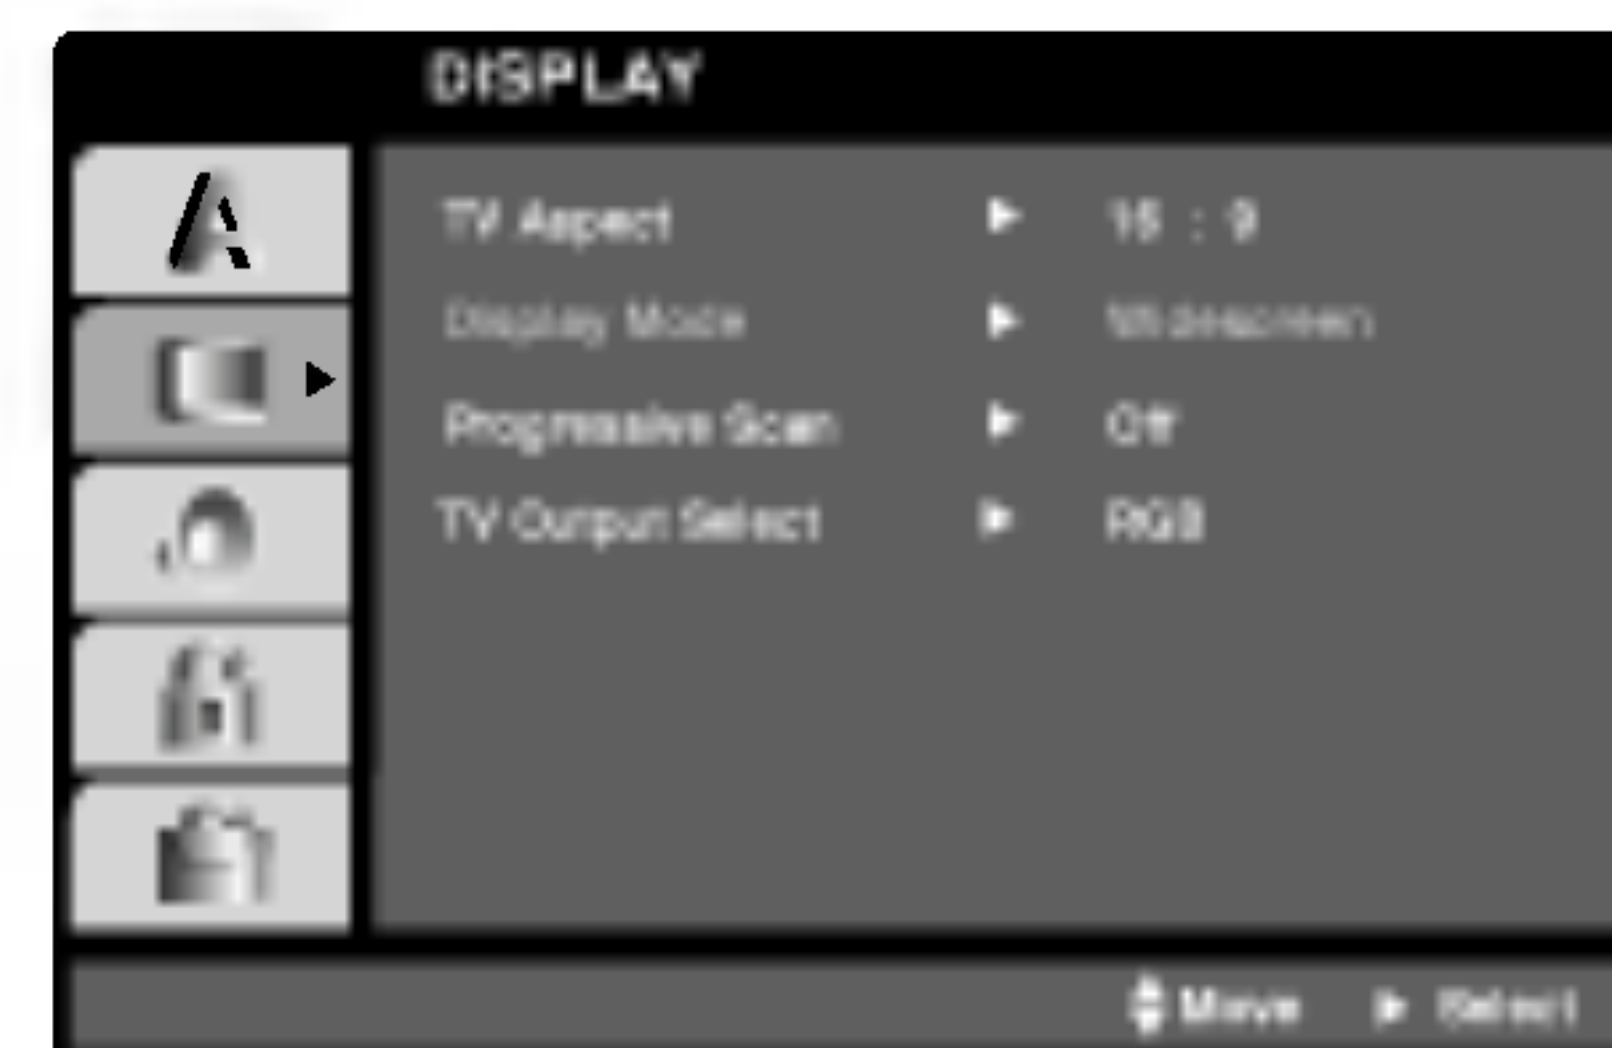 DISPLAY
A
TV Aspect 16 : 9
Display Mode Widescreen
Progressive Scan Off
TV Output Select RGB
Move Select